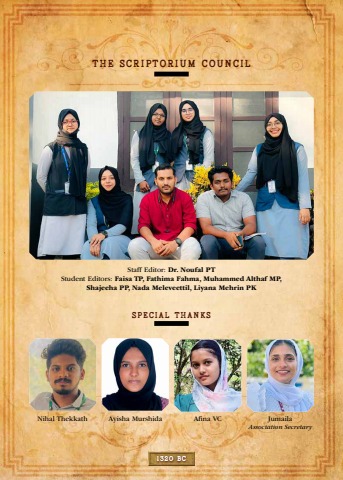 THE SCRIPTORIUM COUNCIL
Staff Editor: Dr. Noufal PT
Student Editors: Faisa TP, Fathima Fahma, Muhammed Althaf MP,
Shajeeha PP, Nada Meleveettil, Liyana Mehrin PK
SPECIAL THANKS
Nihal Thekkath
Ayisha Murshida
Afina VC
Jumaila
Association Secretary
1320 BC